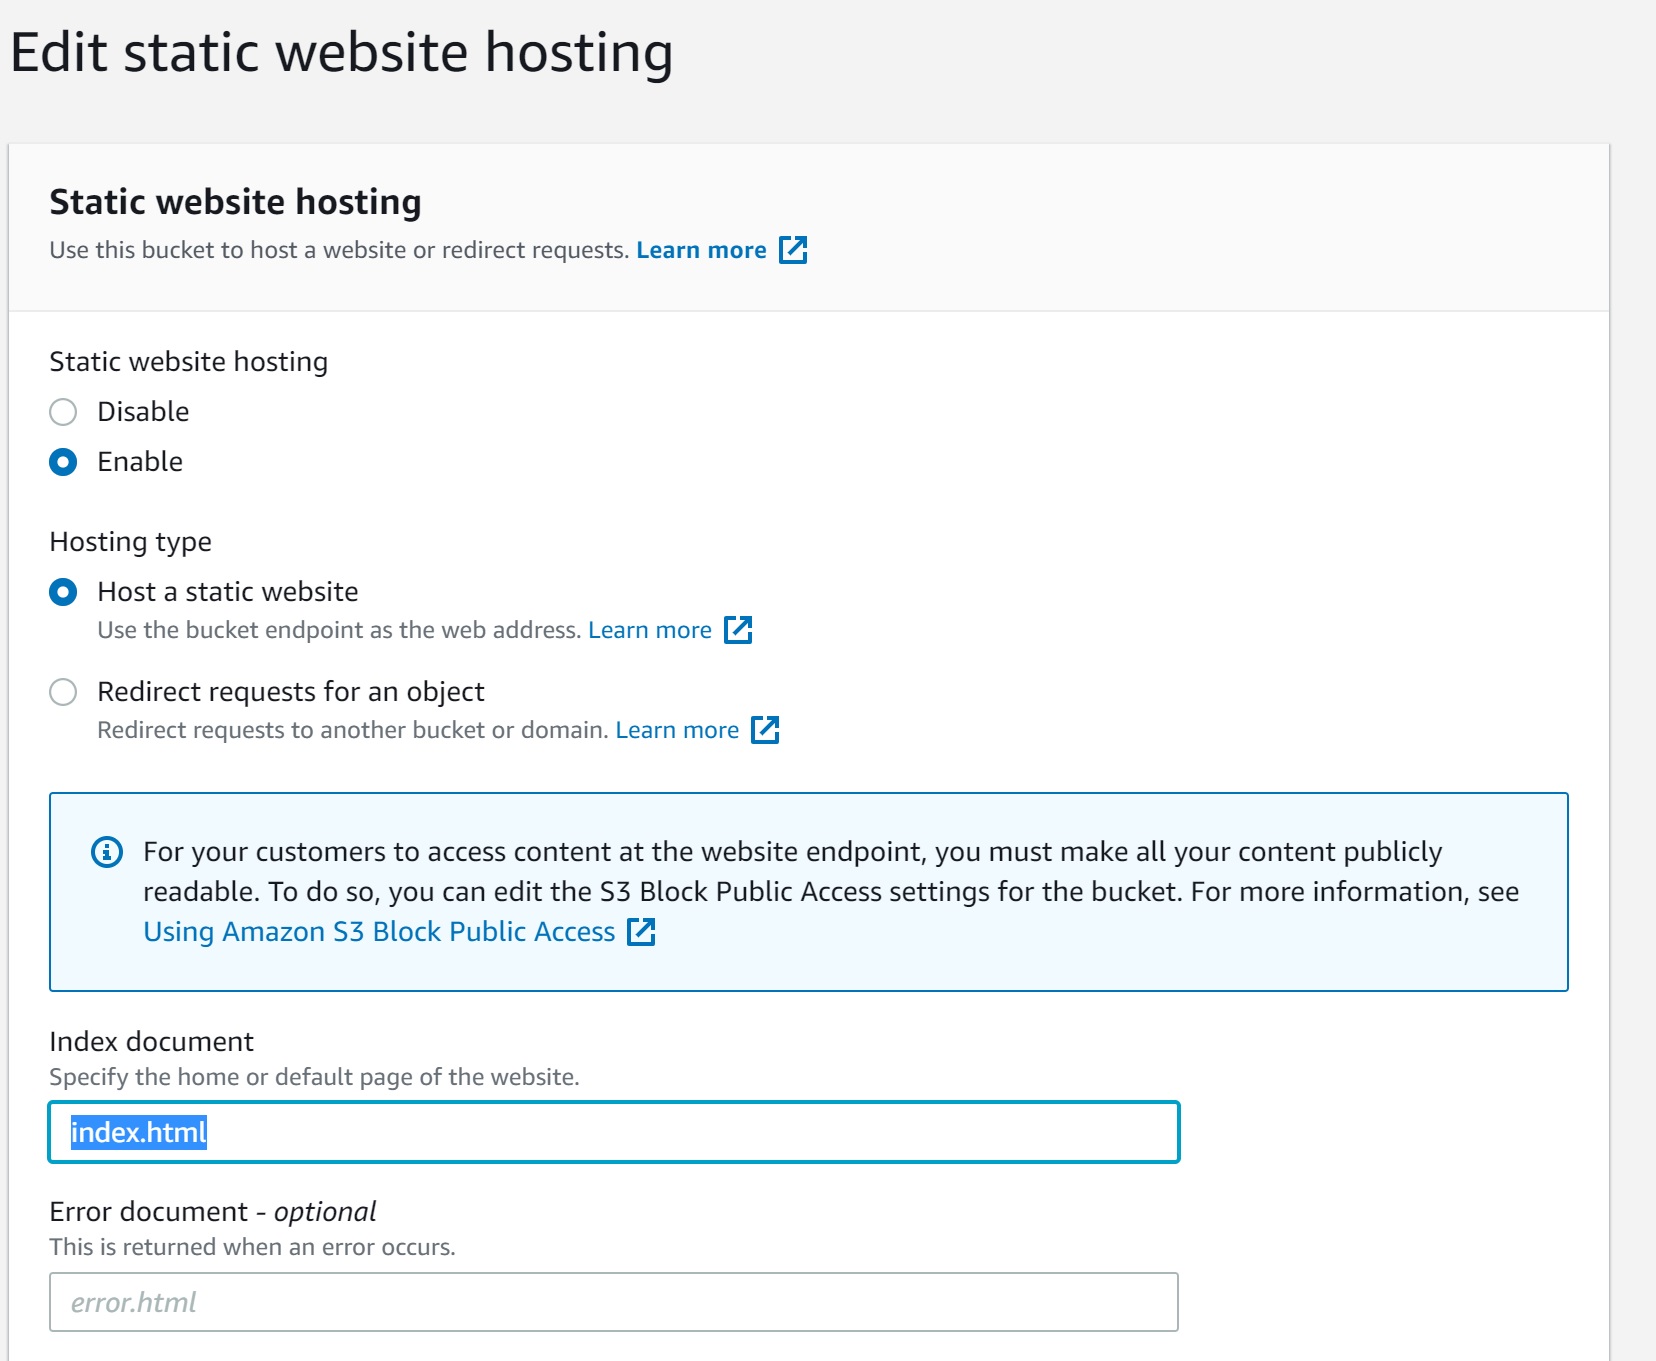 Edit static website hosting
Static website hosting
Use this bucket to host a website or redirect requests. Learn more
Static website hosting
Disable
Enable
Hosting type
Host a static website
Use the bucket endpoint as the web address. Learn more
Redirect requests for an object
Redirect requests to another bucket or domain. Learn more
For your customers to access content at the website endpoint, you must make all your content publicly
readable. To do so, you can edit the S3 Block Public Access settings for the bucket. For more information, see
Using Amazon S3 Block Public Access
Index document
Specify the home or default page of the website.
index.html
Error document - optional
This is returned when an error occurs.
error.html